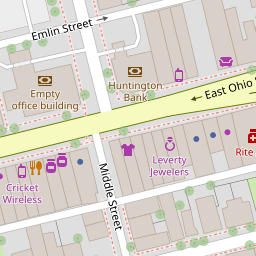 Emlin Street
Huntington
Bank
Empty
office building
East Ohio
Leverty
Jewelers
Rite
Cricket
Wireless
Middle Street